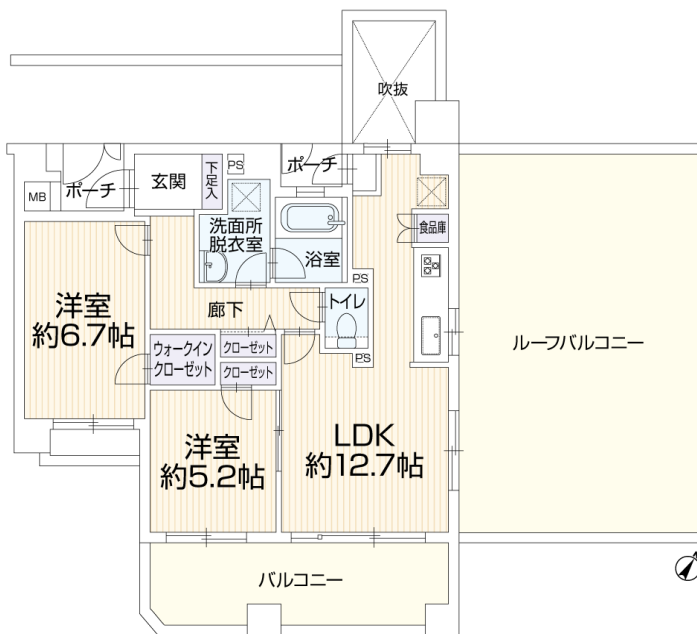 吹抜
ポーチ
玄関
下足入
PS
ポーチ
MB
洗面所
脱衣室
浴室
食品庫
PS
洋室
約6.7帖
廊下
トイレ
ルーフバルコニー
ウォークイン
クローゼット
クローゼット
クローゼット
PS
洋室
約5.2帖
LDK
約12.7帖
バルコニー